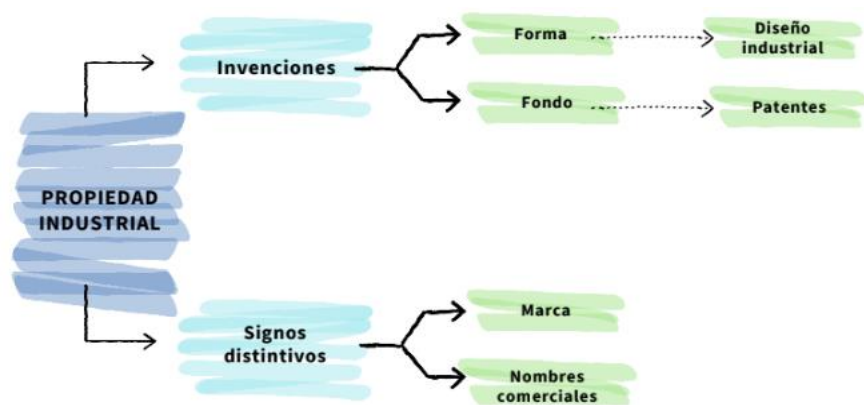 PROPIEDAD
INDUSTRIAL
Invenciones
Forma
Diseño
industrial
Fondo
Patentes
Signos
distintivos
Marca
Nombres
comerciales